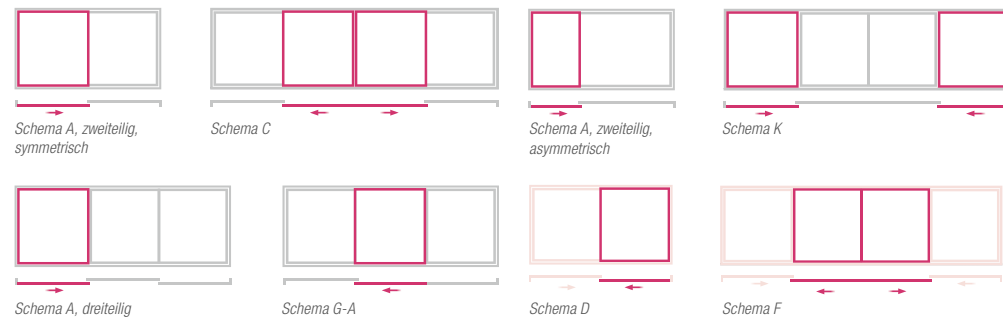 Schema A, zweiteilig,
symmetrisch
Schema C
Schema A, zweiteilig,
asymmetrisch
Schema K
Schema A, dreiteilig
Schema G-A
Schema D
Schema F